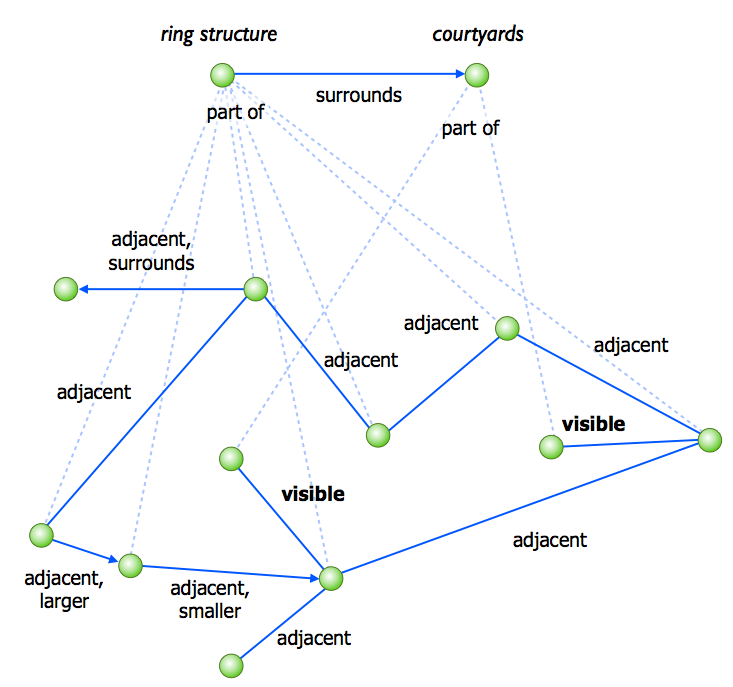 ring structure
courtyards
surrounds
part of
part of
adjacent,
surrounds
adjacent
adjacent
adjacent
adjacent
visible
visible
adjacent
adjacent,
larger
adjacent,
smaller
adjacent